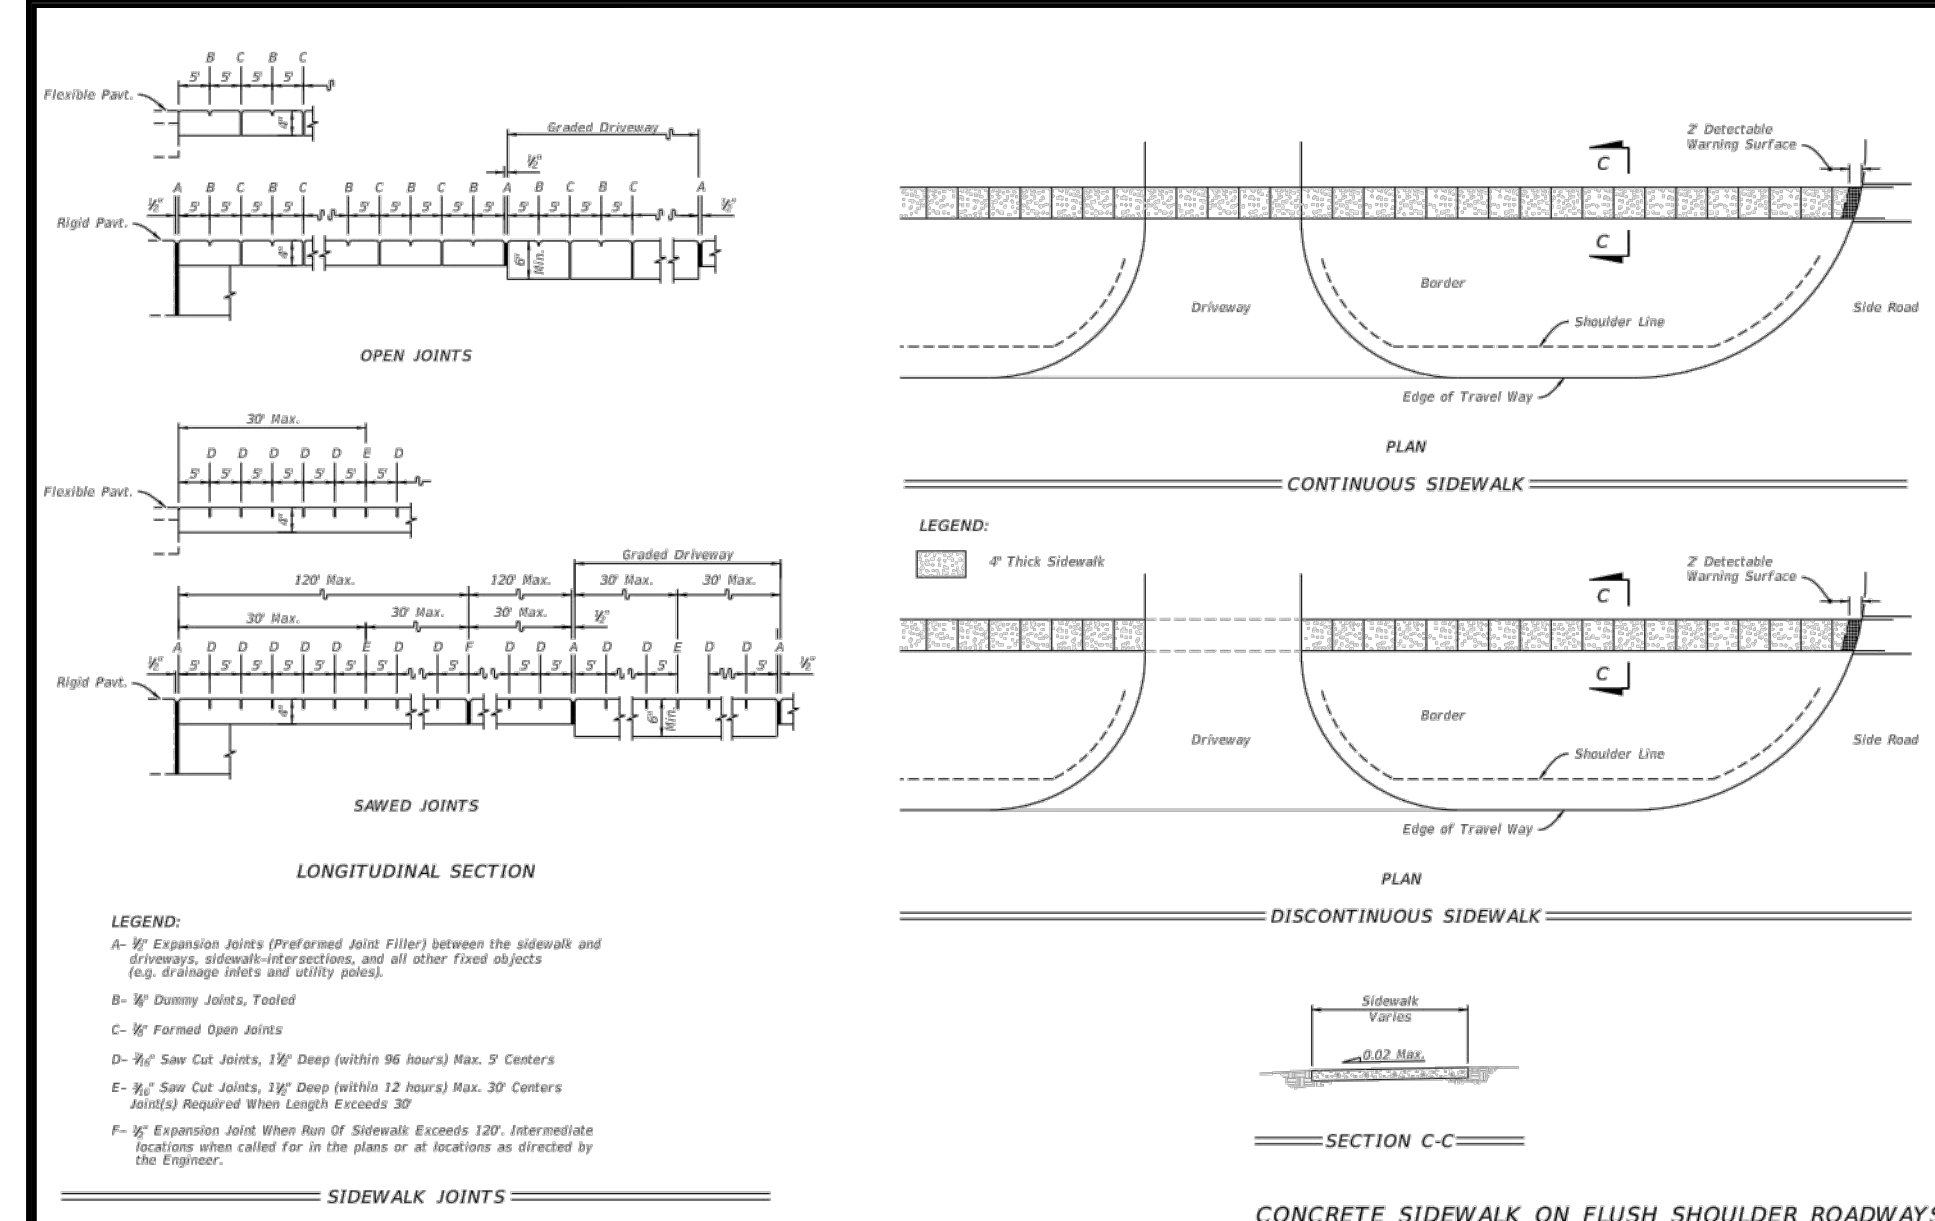 B C B C
5' 5' 5' 5'
Flexible Pavt.
4"
Graded Driveway
½"
A B C B C B C B C B A B C B C A
½" 5' 5' 5' 5' 5' 5' 5' 5' 5' 5' 5' 5' 5' ½"
Rigid Pavt.
4"
6" Min.
OPEN JOINTS
30' Max.
D D D D D E D
5' 5' 5' 5' 5' 5' 5'
Flexible Pavt.
4"
Graded Driveway
120' Max. 120' Max. 30' Max. 30' Max.
30' Max. 30' Max. 30' Max. ½"
A D D D D D E D D F D D A D D E D D A
½" 5' 5' 5' 5' 5' 5' 5' 5' 5' 5' 5' 5' 5' ½"
Rigid Pavt.
4"
6" Min.
SAWED JOINTS
LONGITUDINAL SECTION
LEGEND:
A- ½" Expansion Joints (Preformed Joint Filler) between the sidewalk and
driveways, sidewalk-intersections, and all other fixed objects
(e.g. drainage inlets and utility poles).
B- ⅛" Dummy Joints, Tooled
C- ⅛" Formed Open Joints
D- 3/16" Saw Cut Joints, 1½" Deep (within 96 hours) Max. 5' Centers
E- 3/16" Saw Cut Joints, 1½" Deep (within 12 hours) Max. 30' Centers
Joint(s) Required When Length Exceeds 30'
F- ½" Expansion Joint When Run Of Sidewalk Exceeds 120'. Intermediate
locations when called for in the plans or at locations as directed by
the Engineer.
SIDEWALK JOINTS
2' Detectable
Warning Surface
C
C
Border
Driveway
Side Road
Shoulder Line
Edge of Travel Way
PLAN
CONTINUOUS SIDEWALK
LEGEND:
4" Thick Sidewalk
2' Detectable
Warning Surface
C
C
Border
Driveway
Side Road
Shoulder Line
Edge of Travel Way
PLAN
DISCONTINUOUS SIDEWALK
Sidewalk
Varies
0.02 Max.
SECTION C-C
CONCRETE SIDEWALK ON FLUSH SHOULDER ROADWAYS